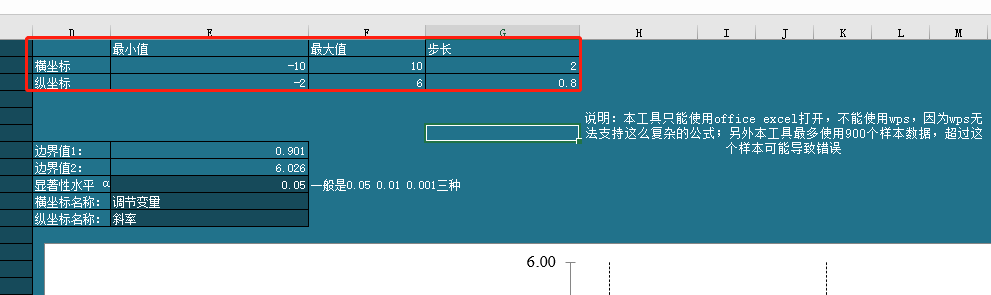 D E F G H I J K L M
最小值 最大值 步长
横坐标 -10 10 2
纵坐标 -2 6 0.8
说明：本工具只能使用office excel打开，不能使用wps，因为wps无
法支持这么复杂的公式；另外本工具最多使用900个样本数据，超过这
个样本可能导致错误
边界值1： 0.901
边界值2： 6.026
显著性水平 α 0.05 一般是0.05 0.01 0.001三种
横坐标名称： 调节变量
纵坐标名称： 斜率
6.00